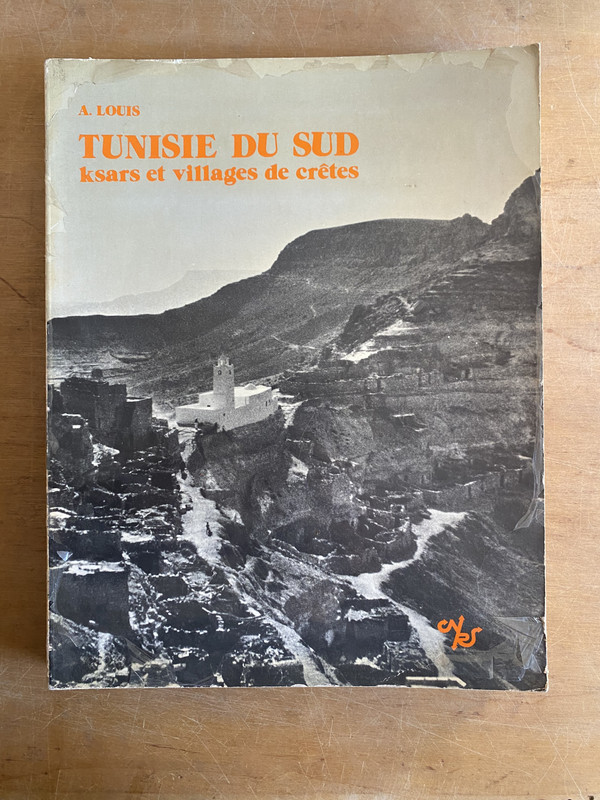 A. LOUIS
TUNISIE DU SUD
ksars et villages de crêtes
CNRS